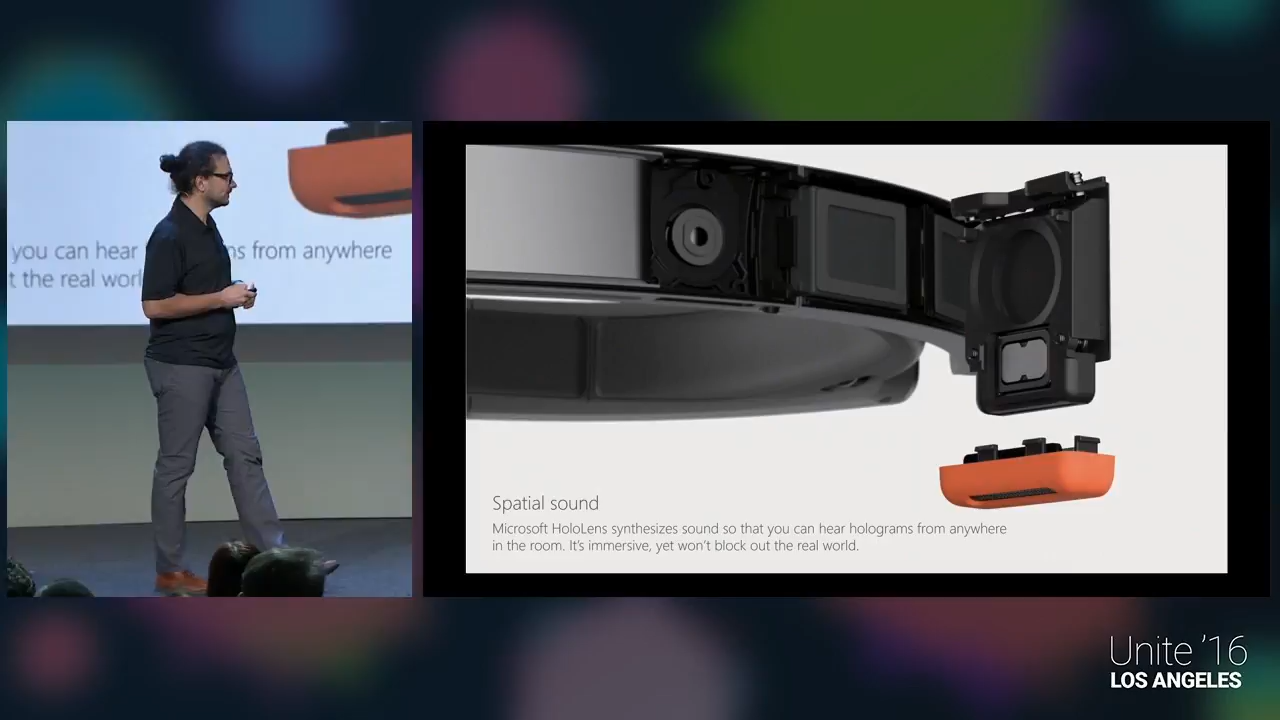 you can hear
ns from anywhere
t the real worl
Spatial sound
Microsoft HoloLens synthesizes sound so that you can hear holograms from anywhere
in the room. It's immersive, yet won't block out the real world.
Unite '16
LOS ANGELES